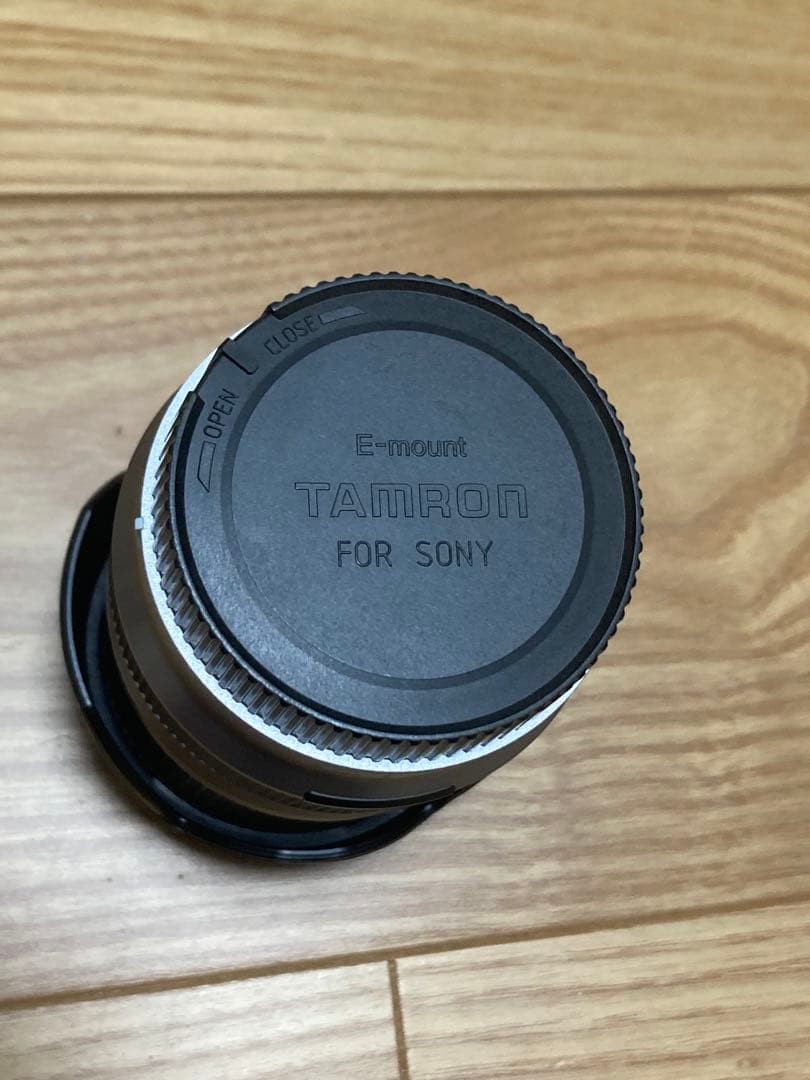 CLOSE
OPEN
E-mount
TAMRON
FOR SONY